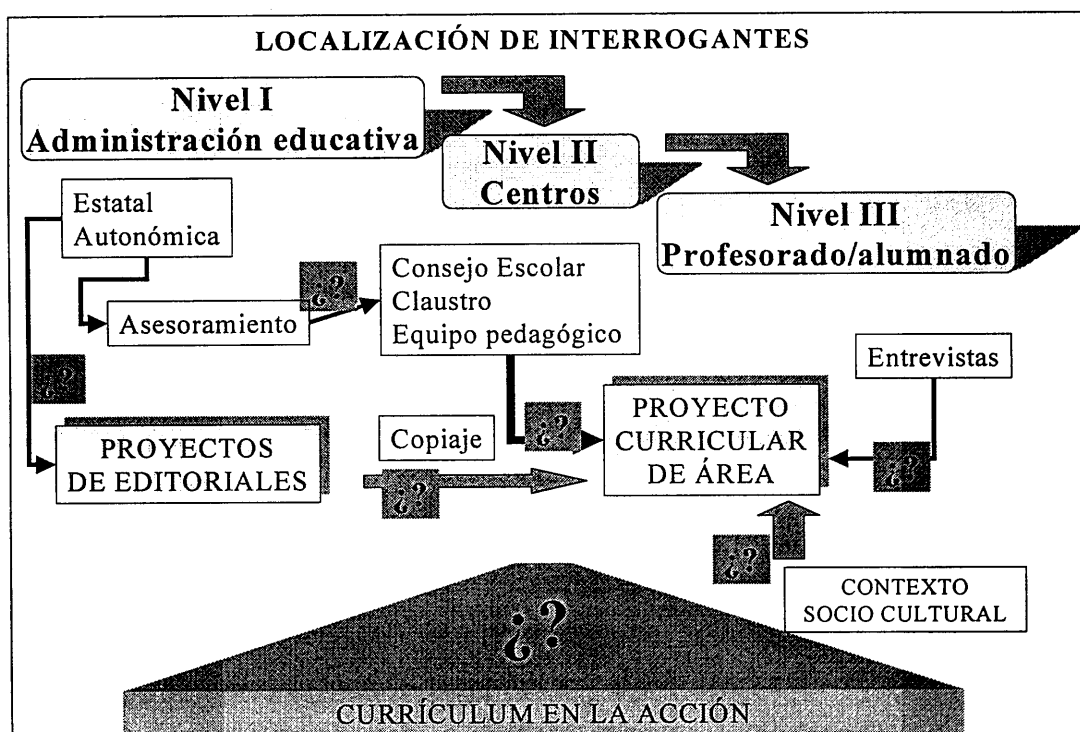 LOCALIZACIÓN DE INTERROGANTES
Nivel I
Administración educativa
Nivel II
Centros
Nivel III
Profesorado/alumnado
Estatal
Autonómica
¿?
Consejo Escolar
Claustro
Equipo pedagógico
Asesoramiento
¿?
Entrevistas
PROYECTOS
DE EDITORIALES
Copiaje
¿?
¿?
PROYECTO
CURRICULAR
DE ÁREA
¿?
¿?
CONTEXTO
SOCIO CULTURAL
¿?
CURRÍCULUM EN LA ACCIÓN